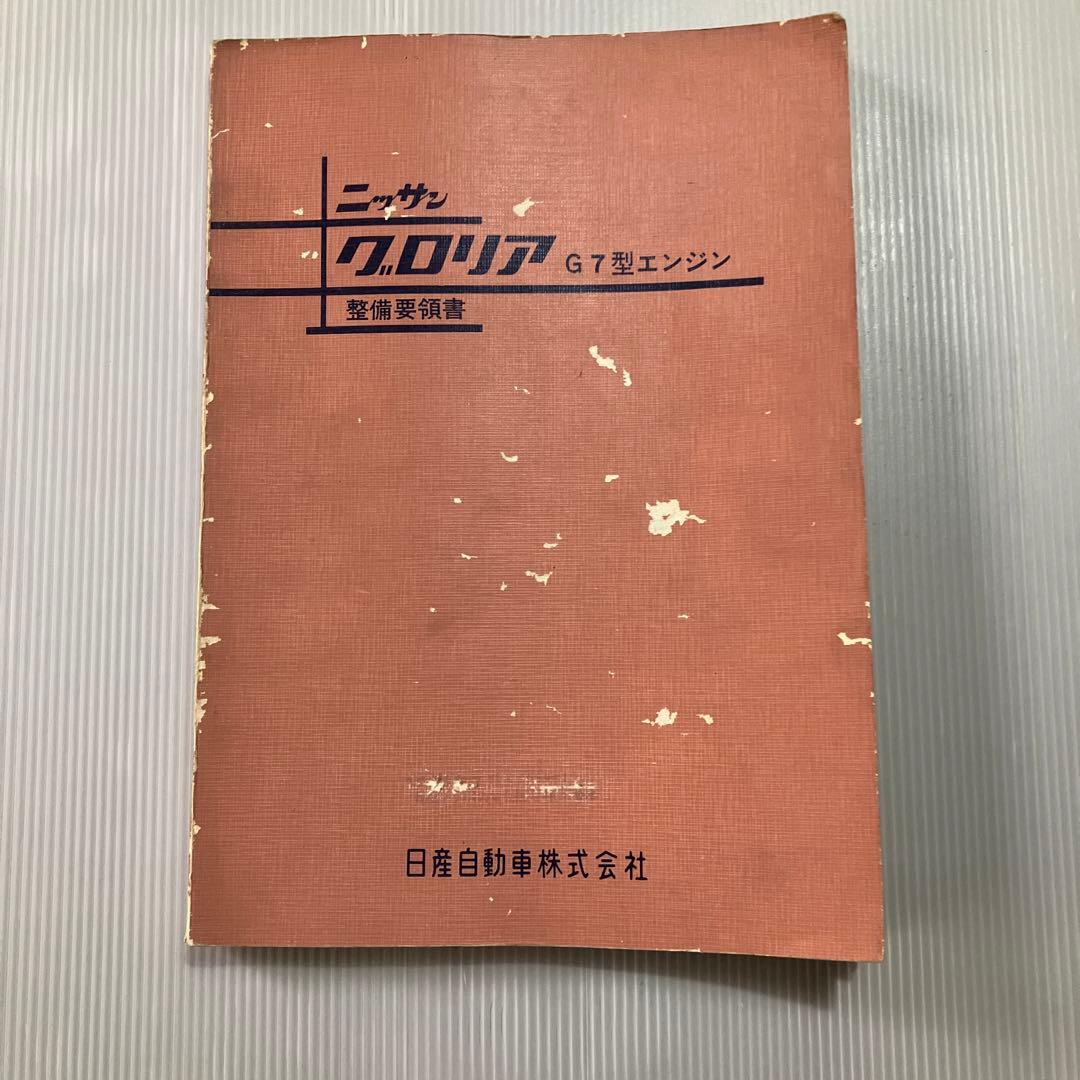 ニッサン
グロリア G7型エンジン
整備要領書
日産自動車株式会社